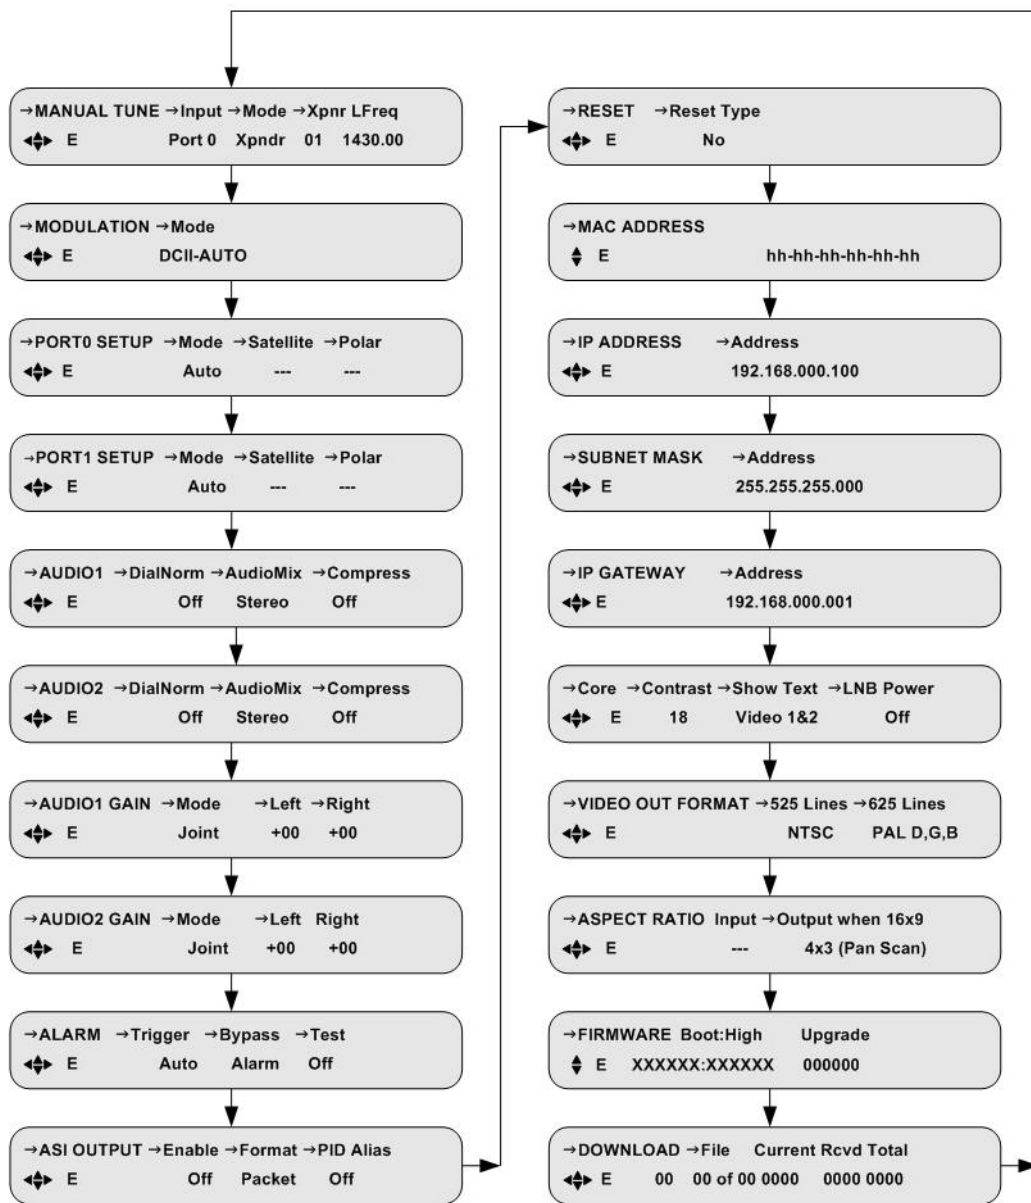 →MANUAL TUNE →Input →Mode →Xpnr LFreq
E Port 0 Xpndr 01 1430.00
→MODULATION →Mode
E DCII-AUTO
→PORT0 SETUP →Mode →Satellite →Polar
E Auto --- ---
→PORT1 SETUP →Mode →Satellite →Polar
E Auto --- ---
→AUDIO1 →DialNorm →AudioMix →Compress
E Off Stereo Off
→AUDIO2 →DialNorm →AudioMix →Compress
E Off Stereo Off
→AUDIO1 GAIN →Mode →Left →Right
E Joint +00 +00
→AUDIO2 GAIN →Mode →Left Right
E Joint +00 +00
→ALARM →Trigger →Bypass →Test
E Auto Alarm Off
→ASI OUTPUT →Enable →Format →PID Alias
E Off Packet Off
→RESET →Reset Type
E No
→MAC ADDRESS
E hh-hh-hh-hh-hh-hh
→IP ADDRESS →Address
E 192.168.000.100
→SUBNET MASK →Address
E 255.255.255.000
→IP GATEWAY →Address
E 192.168.000.001
→Core →Contrast →Show Text →LNB Power
E 18 Video 1&2 Off
→VIDEO OUT FORMAT →525 Lines →625 Lines
E NTSC PAL D,G,B
→ASPECT RATIO Input →Output when 16x9
E --- 4x3 (Pan Scan)
→FIRMWARE Boot:High Upgrade
E XXXXXX:XXXXXX 000000
→DOWNLOAD →File Current Rcvd Total
E 00 00 of 00 0000 0000 0000